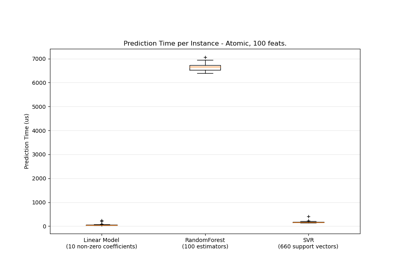 Prediction Time per Instance - Atomic, 100 feats.
7000
6000
5000
4000
3000
2000
1000
0
Prediction Time (us)
Linear Model
(10 non-zero coefficients)
RandomForest
(100 estimators)
SVR
(660 support vectors)